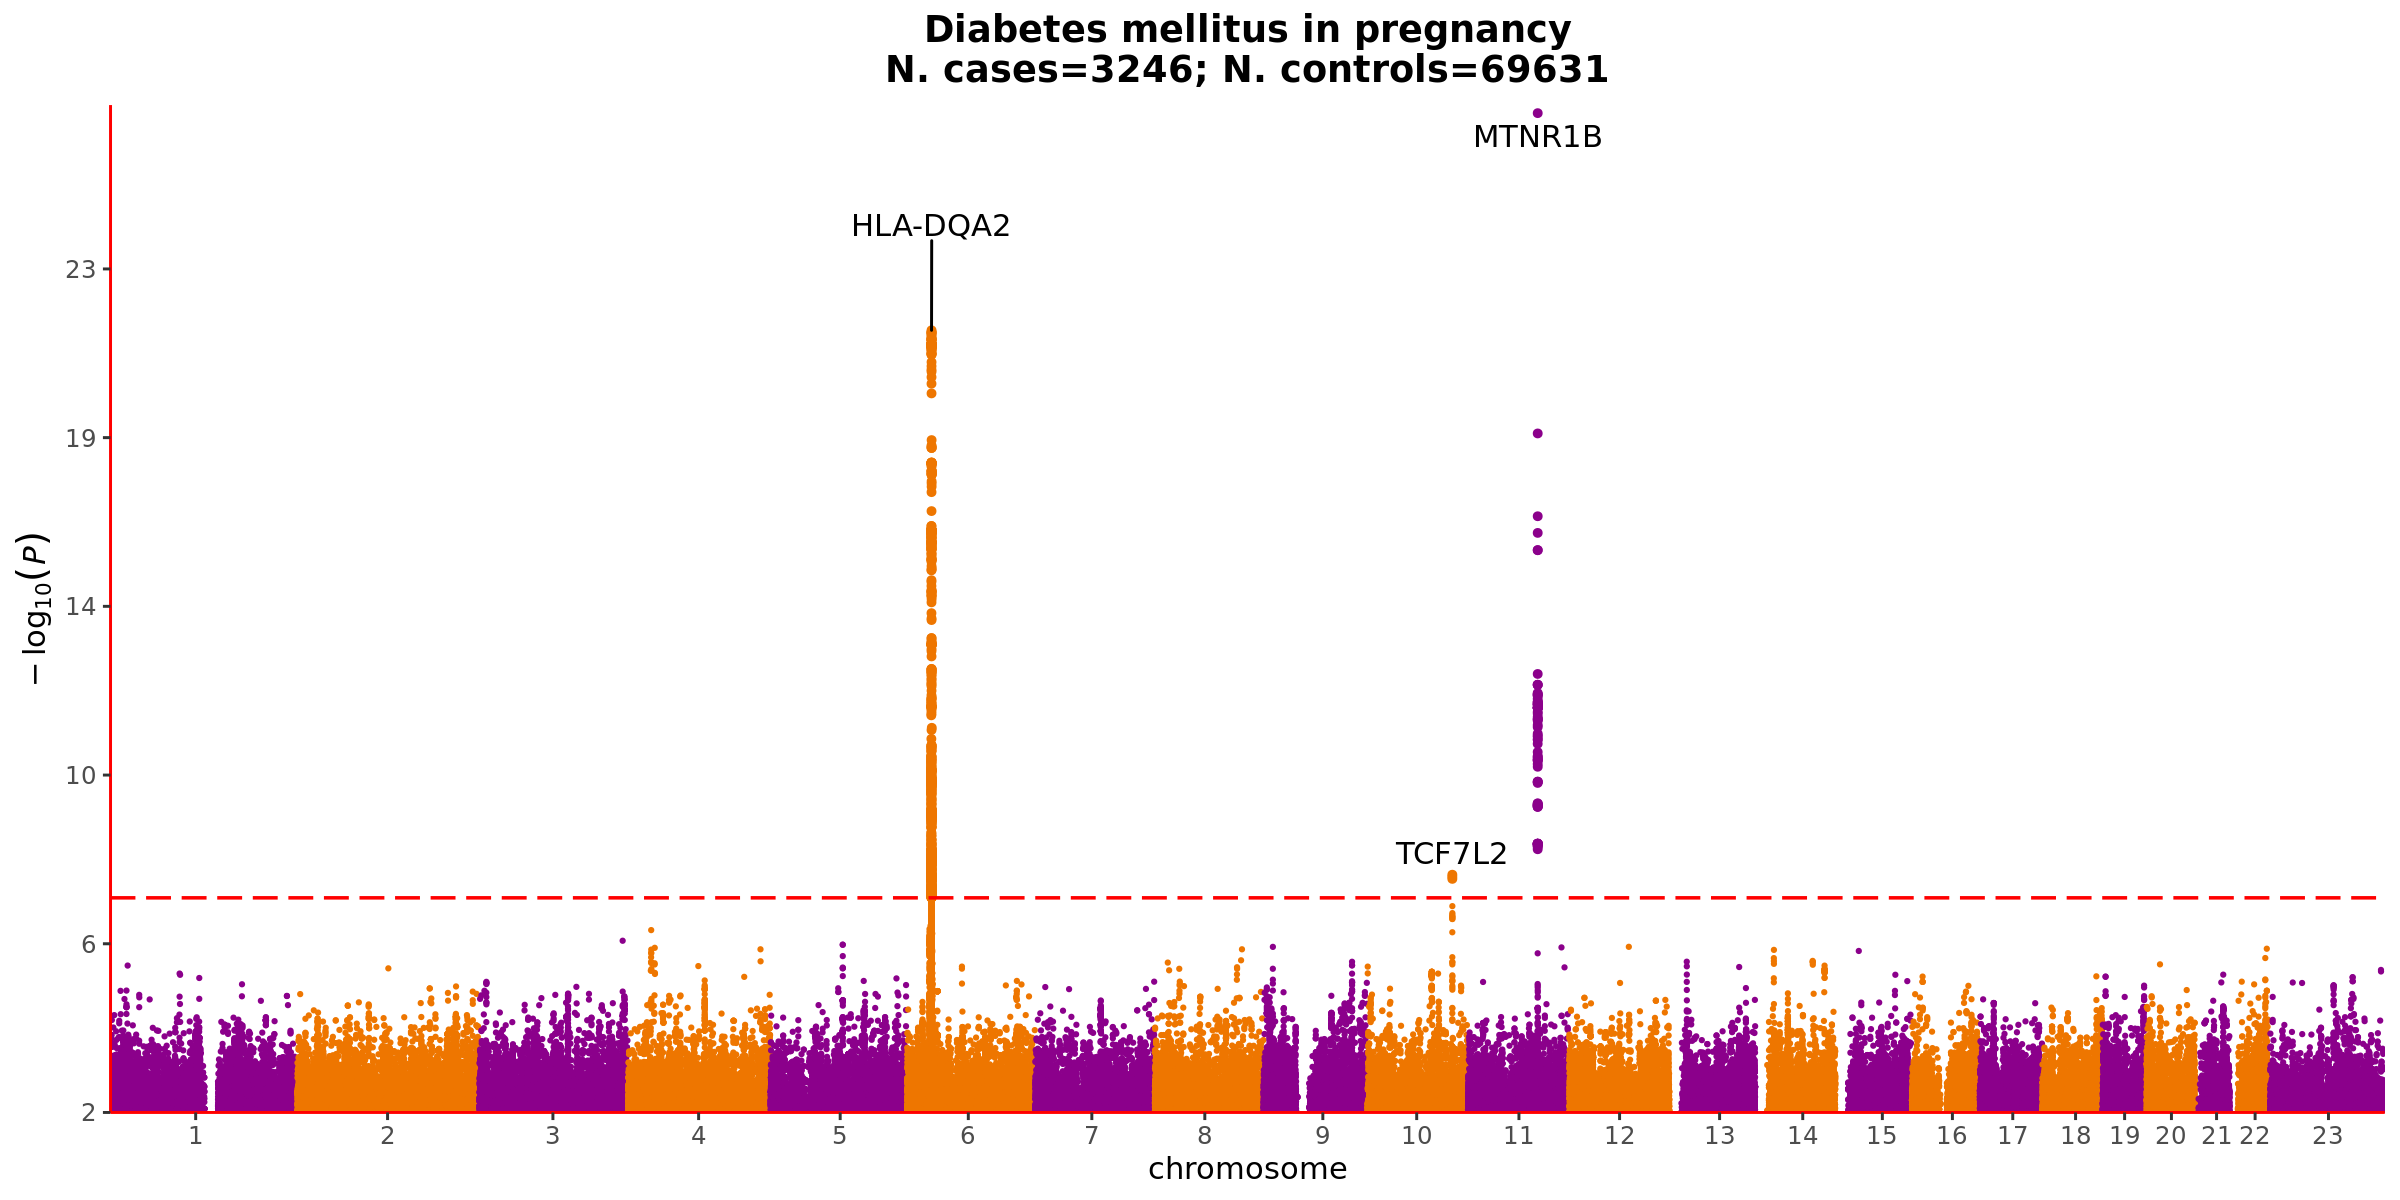 Diabetes mellitus in pregnancy
N. cases=3246; N. controls=69631
MTNR1B
HLA-DQA2
TCF7L2
23
19
14
10
6
2
−log₁₀(P)
1 2 3 4 5 6 7 8 9 10 11 12 13 14 15 16 17 18 19 20 21 22 23
chromosome